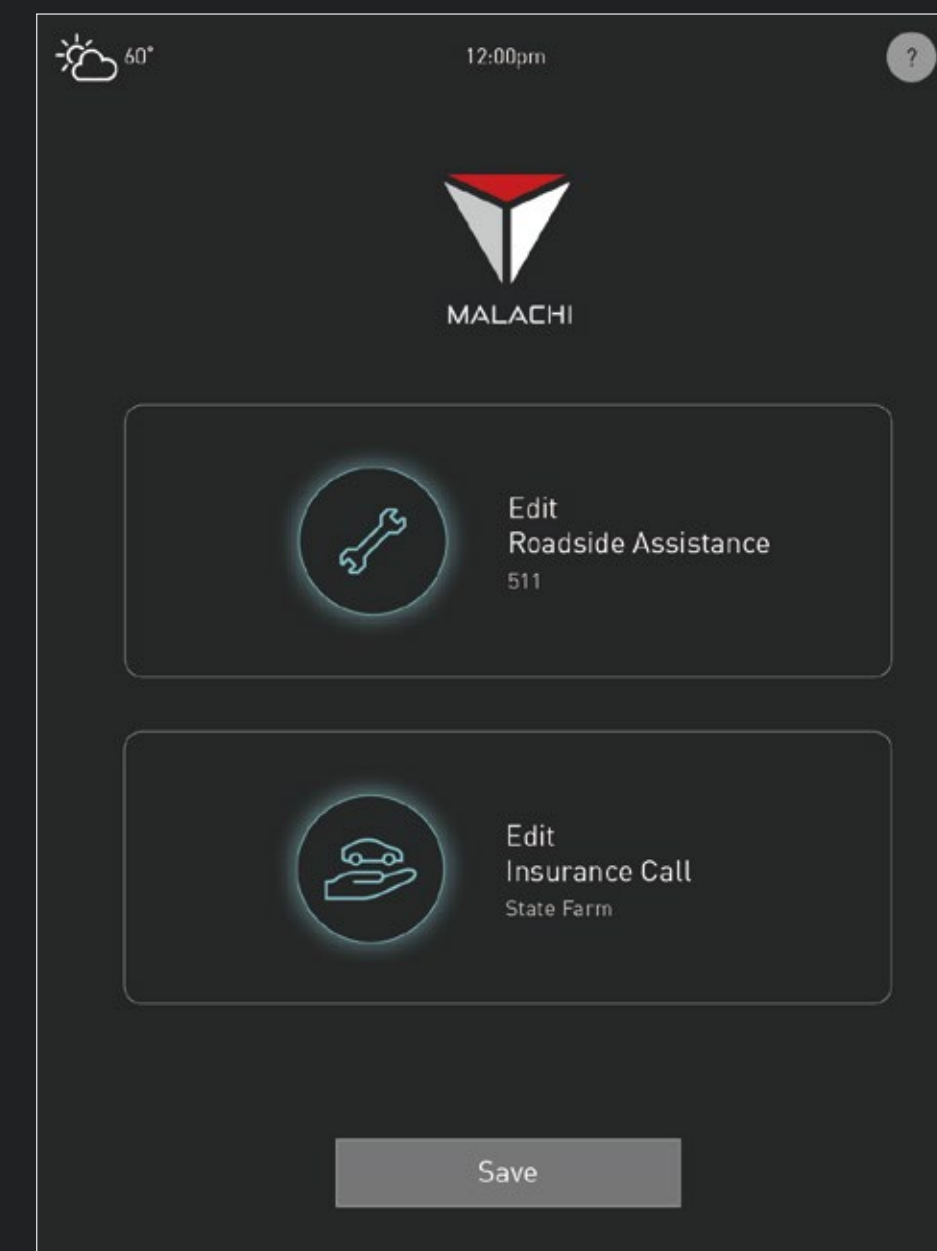 60°
12:00pm
?
MALACHI
Edit
Roadside Assistance
511
Edit
Insurance Call
State Farm
Save